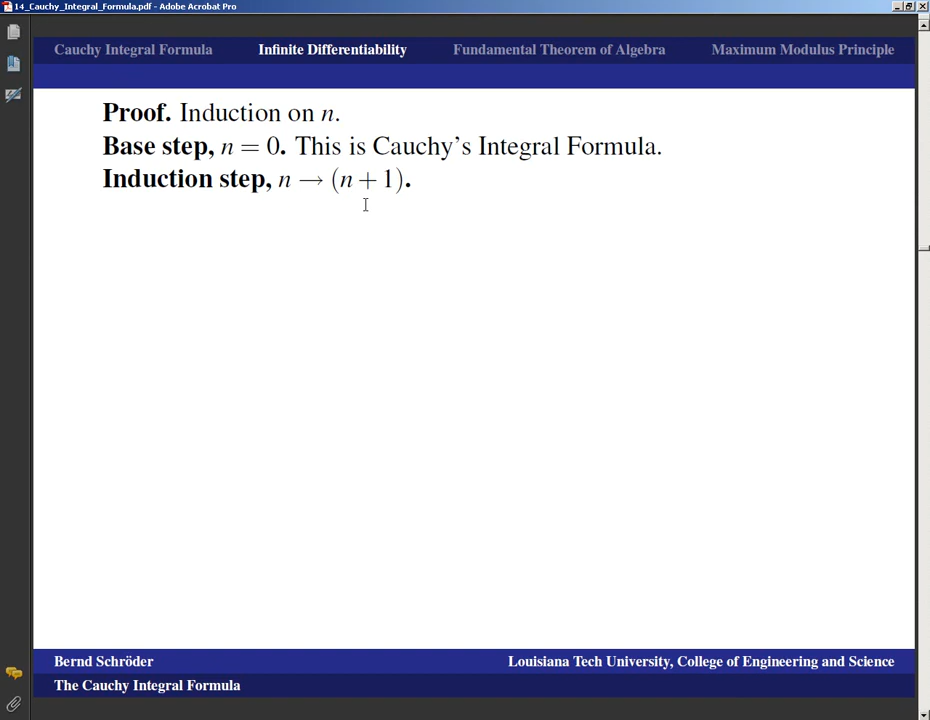 14_Cauchy_Integral_Formula.pdf - Adobe Acrobat Pro
Cauchy Integral Formula Infinite Differentiability Fundamental Theorem of Algebra Maximum Modulus Principle
Proof. Induction on n.
Base step, n = 0. This is Cauchy's Integral Formula.
Induction step, n → (n + 1).
Bernd Schröder Louisiana Tech University, College of Engineering and Science
The Cauchy Integral Formula